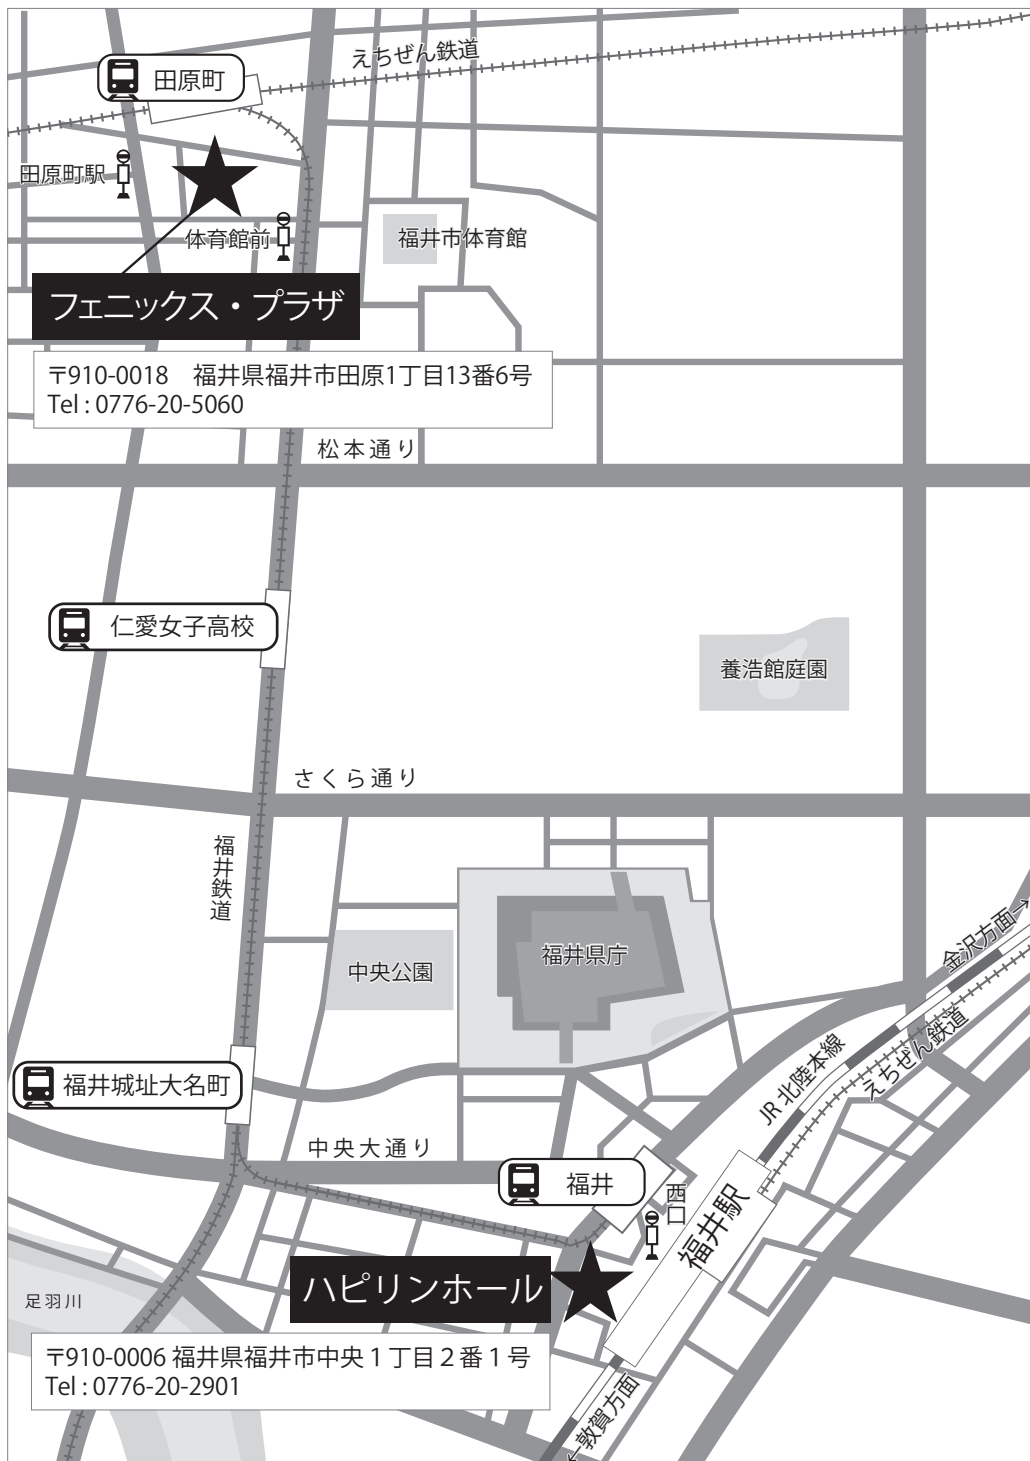 えちぜん鉄道
田原町
田原町駅
体育館前
福井市体育館
フェニックス・プラザ
〒910-0018　福井県福井市田原1丁目13番6号
Tel : 0776-20-5060
松本通り
仁愛女子高校
養浩館庭園
さくら通り
福井鉄道
福井県庁
中央公園
金沢方面→
JR 北陸本線
えちぜん鉄道
福井城址大名町
中央大通り
福井
西口
福井駅
ハピリンホール
足羽川
〒910-0006 福井県福井市中央１丁目２番１号
Tel : 0776-20-2901
←敦賀方面